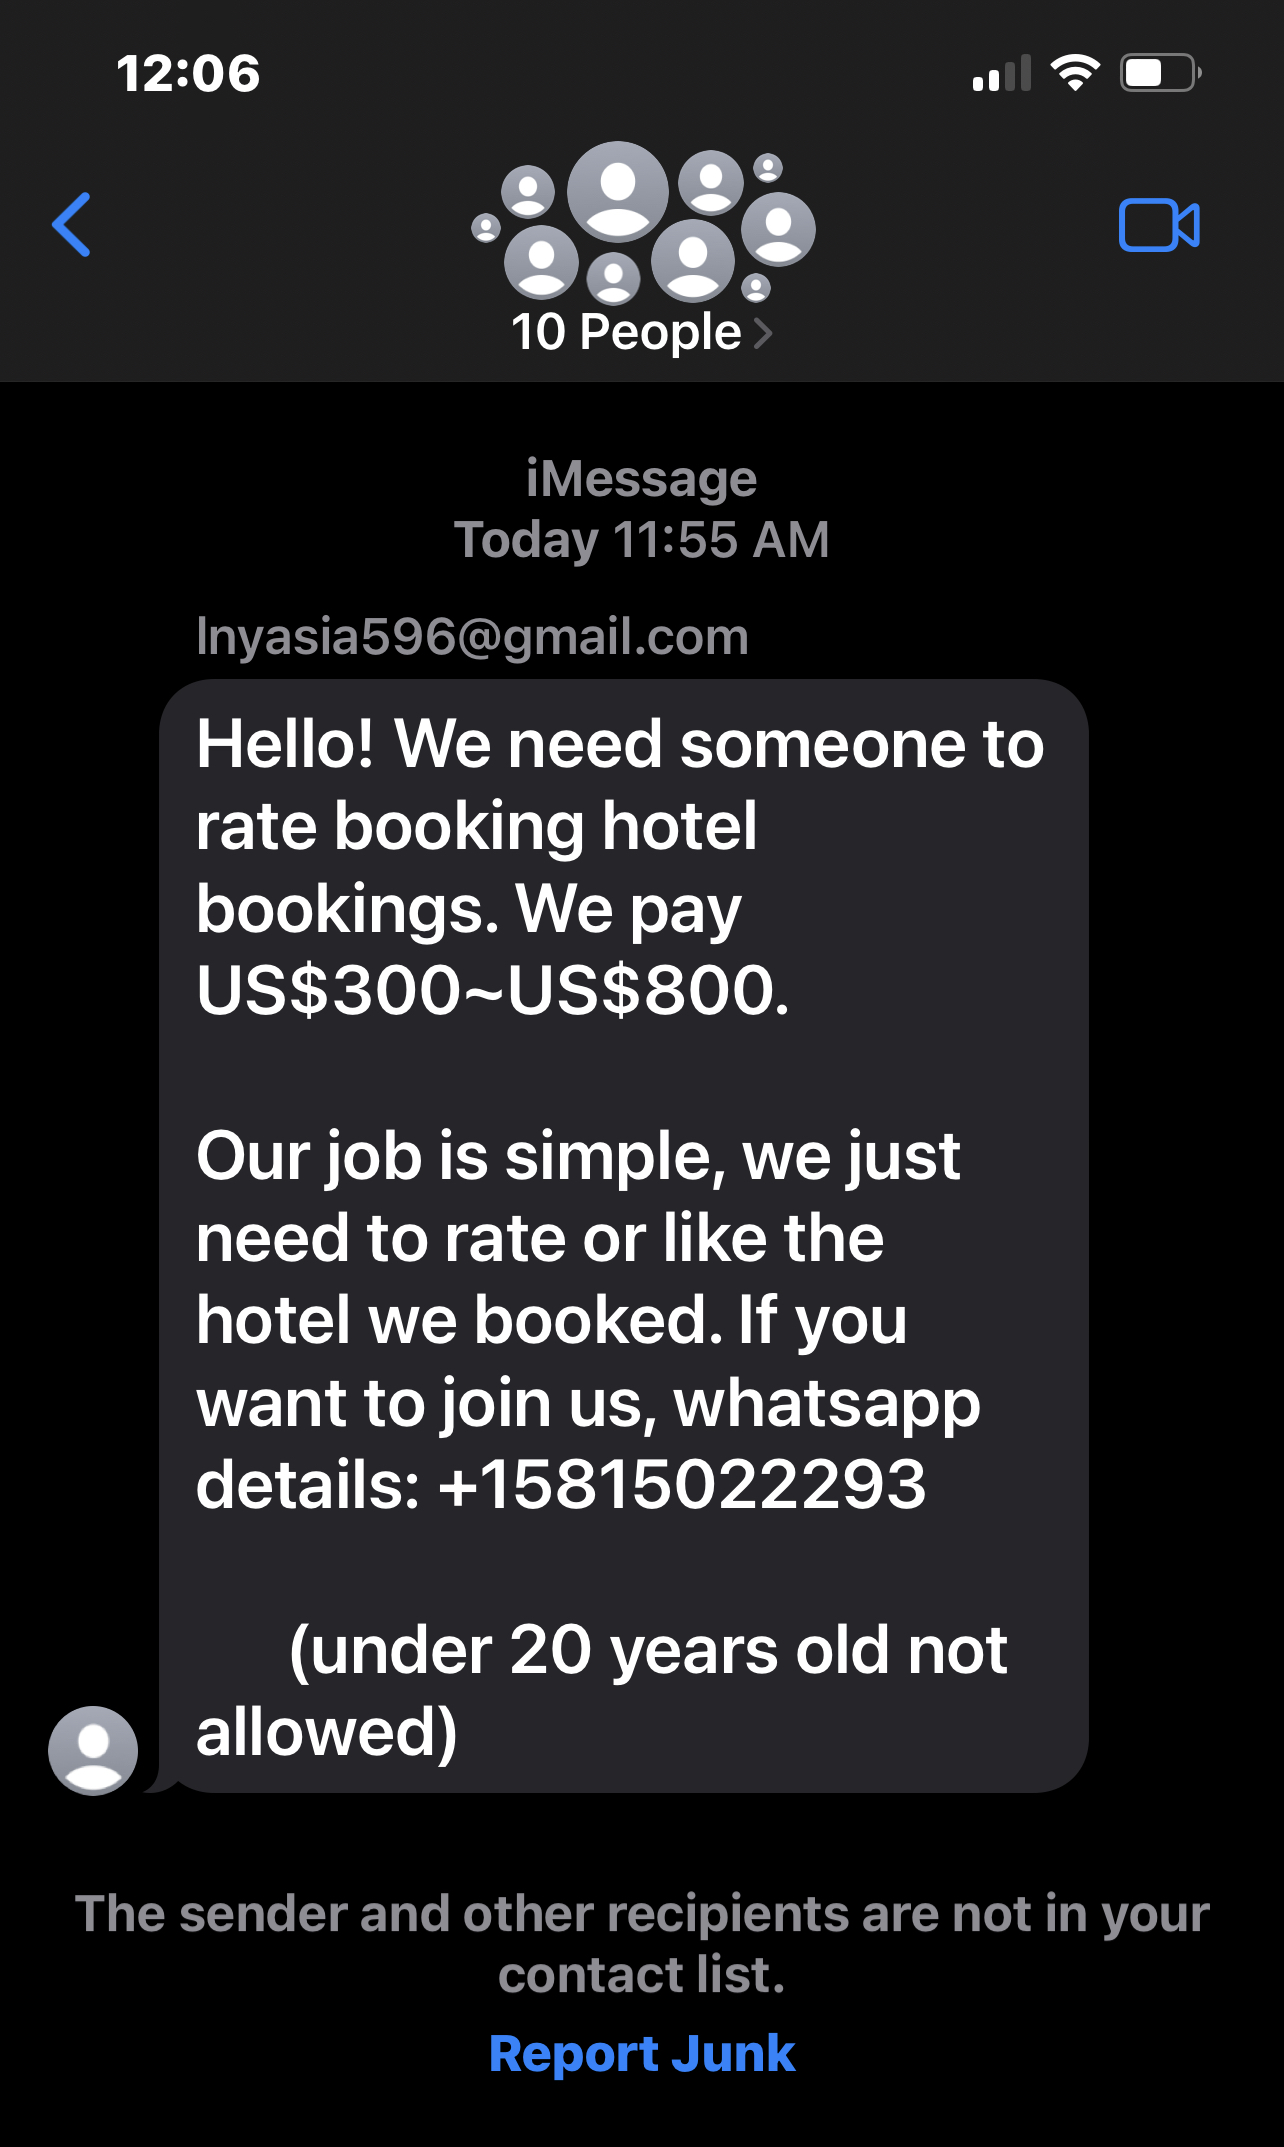 12:06
10 People
iMessage
Today 11:55 AM
lnyasia596@gmail.com
Hello! We need someone to
rate booking hotel
bookings. We pay
US$300~US$800.
Our job is simple, we just
need to rate or like the
hotel we booked. If you
want to join us, whatsapp
details: +15815022293
(under 20 years old not
allowed)
The sender and other recipients are not in your
contact list.
Report Junk